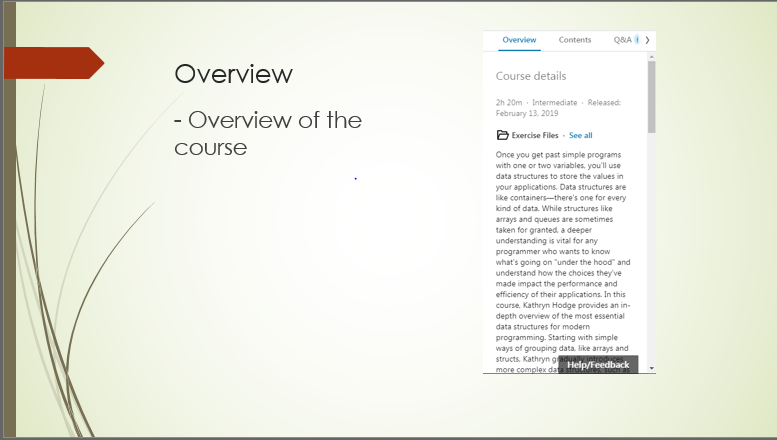 Overview
- Overview of the
course
Overview Contents Q&A
Course details
2h 20m · Intermediate · Released:
February 13, 2019
Exercise Files · See all
Once you get past simple programs
with one or two variables, you'll use
data structures to store the values in
your applications. Data structures are
like containers—there's one for every
kind of data. While structures like
arrays and queues are sometimes
taken for granted, a deeper
understanding is vital for any
programmer who wants to know
what's going on "under the hood" and
understand how the choices they've
made impact the performance and
efficiency of their applications. In this
course, Kathryn Hodge provides an in-
depth overview of the most essential
data structures for modern
programming. Starting with simple
ways of grouping data, like arrays and
structs, Kathryn gradually introduces
more complex data structures, such as
Help/Feedback